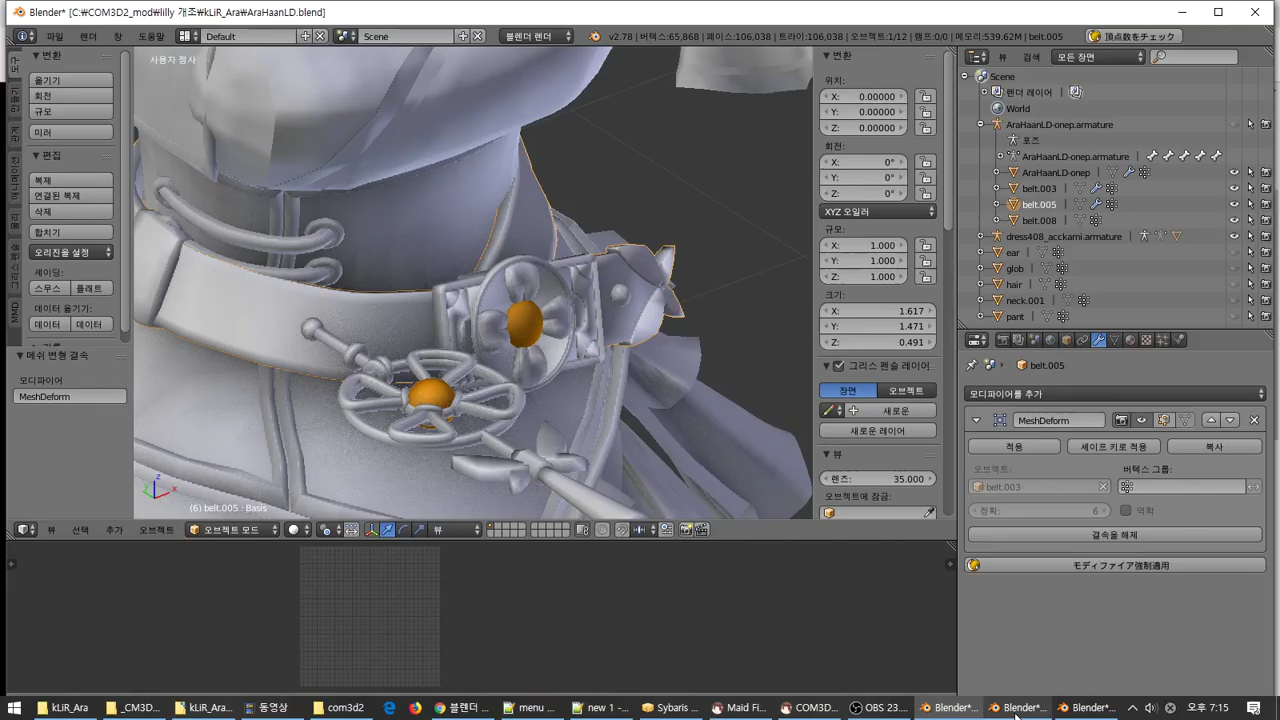 Blender* [C:₩COM3D2_mod₩lilly 개조₩kLiR_Ara₩AraHaanLD.blend]
파일 렌더 창 도움말 Default Scene 블렌더 렌더 v2.78 | 버텍스:65,868 | 페이스:106,038 | 트라이:106,038 | 오브젝트:1/12 | 램프:0/0 | 메모리:539.62M | belt.005 頂点数をチェック
변환
옮기기
회전
규모
미러
편집
복제
연결된 복제
삭제
합치기
오리진을 설정
셰이딩:
스무스 플래트
데이터 옮기기:
데이터 데이터
메쉬 변형 결속
모디파이어
MeshDeform
MMD
사용자 정사
(6) belt.005 : Basis
변환
위치:
X: 0.00000
Y: 0.00000
Z: 0.00000
회전:
X: 0°
Y: 0°
Z: 0°
XYZ 오일러
규모:
X: 1.000
Y: 1.000
Z: 1.000
크기:
X: 1.617
Y: 1.471
Z: 0.491
그리스 펜슬 레이어
장면 오브젝트
새로운
새로운 레이어
뷰
렌즈: 35.000
오브젝트에 잠금:
뷰 선택 추가 오브젝트 오브젝트 모드 뷰
뷰 검색 모든 장면
Scene
렌더 레이어
World
AraHaanLD-onep.armature
포즈
AraHaanLD-onep.armature
AraHaanLD-onep
belt.003
belt.005
belt.008
dress408_acckami.armature
ear
glob
hair
neck.001
pant
belt.005
모디파이어를 추가
MeshDeform
적용 셰이프 키로 적용 복사
오브젝트: 버텍스 그룹:
belt.003
정확: 6 역학
결속을 해제
モディファイア強制適用
kLiR_Ara _CM3D... kLiR_Ara... 동영상 com3d2 블렌더 ... menu ... new 1 -... Sybaris ... Maid Fi... COM3D... OBS 23.... Blender*... Blender*... Blender*... 오후 7:15